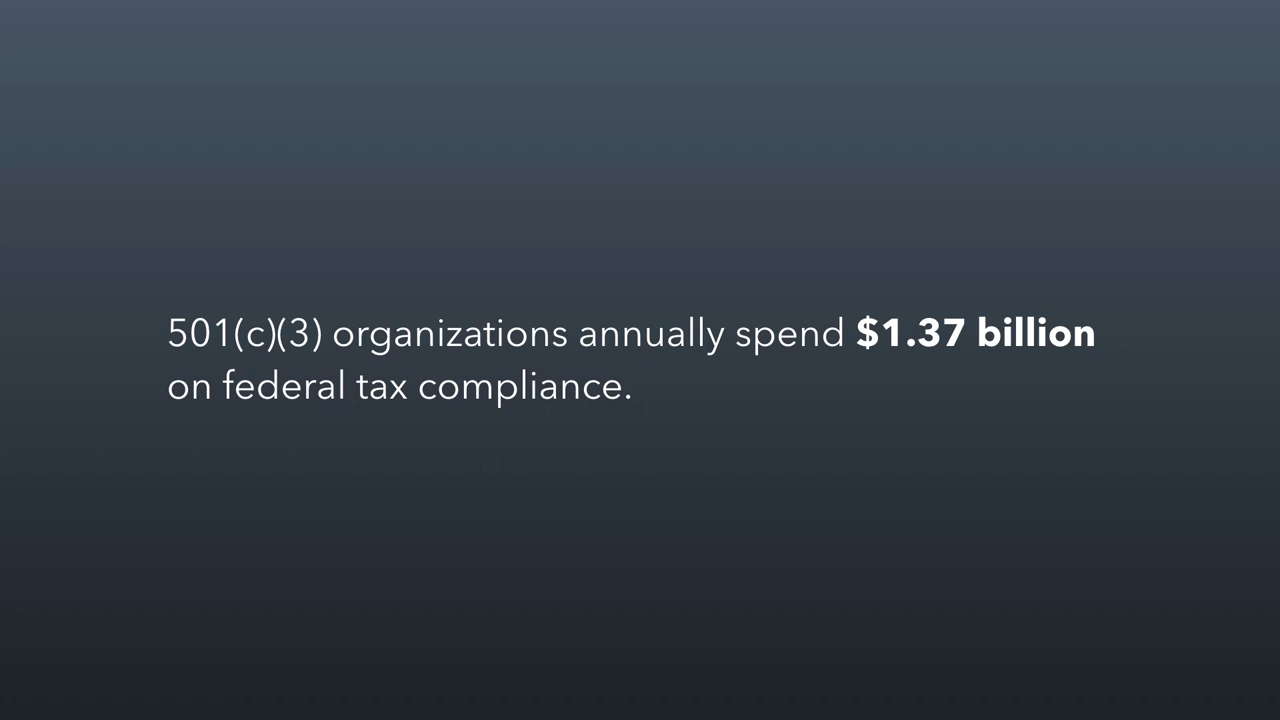 501(c)(3) organizations annually spend $1.37 billion
on federal tax compliance.